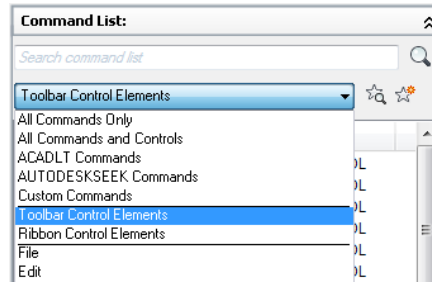 Command List:
Search command list
Toolbar Control Elements
All Commands Only
All Commands and Controls
ACADLT Commands
AUTODESKSEEK Commands
Custom Commands
Toolbar Control Elements
Ribbon Control Elements
File
Edit